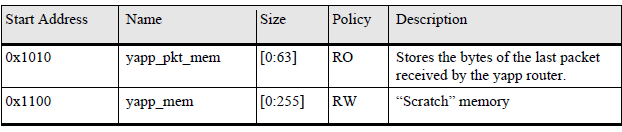 Start Address Name Size Policy Description
0x1010 yapp_pkt_mem [0:63] RO Stores the bytes of the last packet
received by the yapp router.
0x1100 yapp_mem [0:255] RW “Scratch” memory